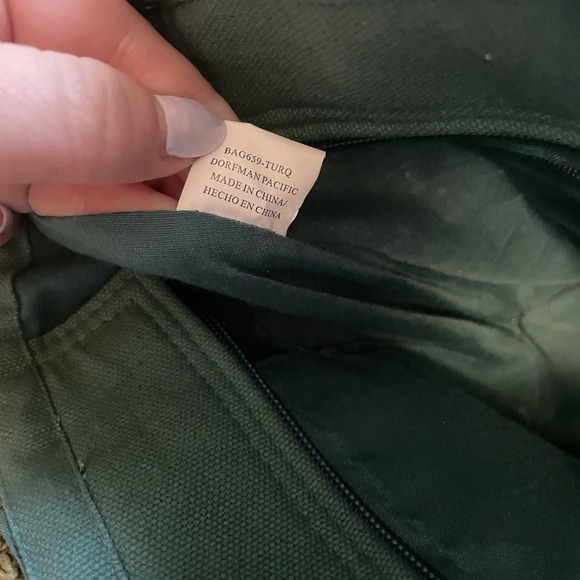 BAG659-TURQ
DORFMAN PACIFIC
MADE IN CHINA/
HECHO EN CHINA